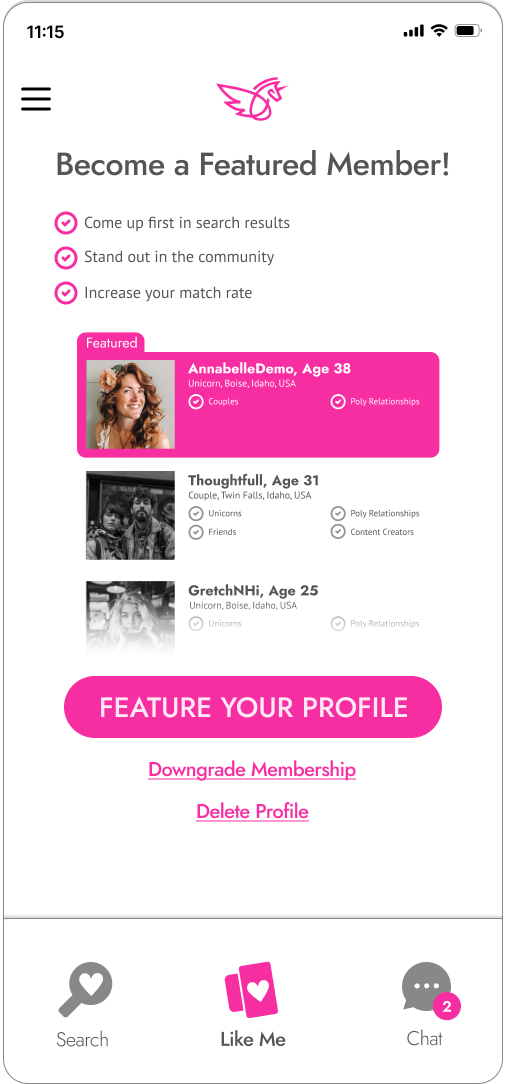 11:15
Become a Featured Member!
Come up first in search results
Stand out in the community
Increase your match rate
Featured
AnnabelleDemo, Age 38
Unicorn, Boise, Idaho, USA
Couples Poly Relationships
Thoughtfull, Age 31
Couple, Twin Falls, Idaho, USA
Unicorns Poly Relationships
Friends Content Creators
GretchNHi, Age 25
Unicorn, Boise, Idaho, USA
Unicorns Poly Relationships
FEATURE YOUR PROFILE
Downgrade Membership
Delete Profile
2
Search Like Me Chat